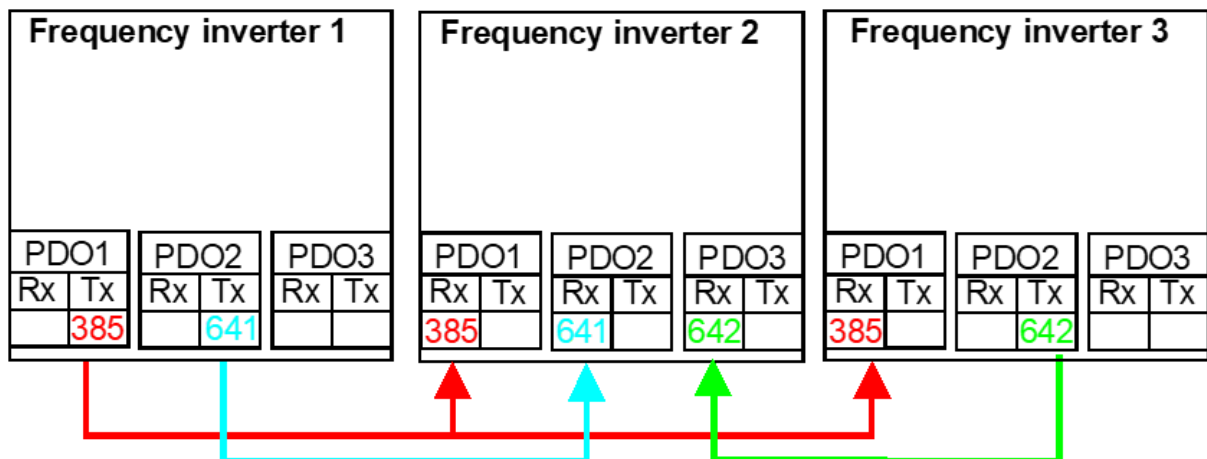 Frequency inverter 1
PDO1 PDO2 PDO3
Rx Tx Rx Tx Rx Tx
385 641
Frequency inverter 2
PDO1 PDO2 PDO3
Rx Tx Rx Tx Rx Tx
385 641 642
Frequency inverter 3
PDO1 PDO2 PDO3
Rx Tx Rx Tx Rx Tx
385 642